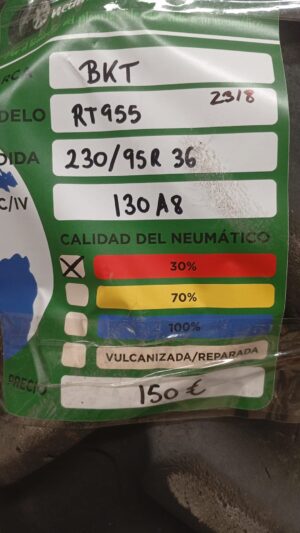 BKT
2318
DELO RT955
DIDA 230/95R 36
C/IV 130 A8
CALIDAD DEL NEUMÁTICO
30%
70%
100%
VULCANIZADA/REPARADA
PRECIO 150 €